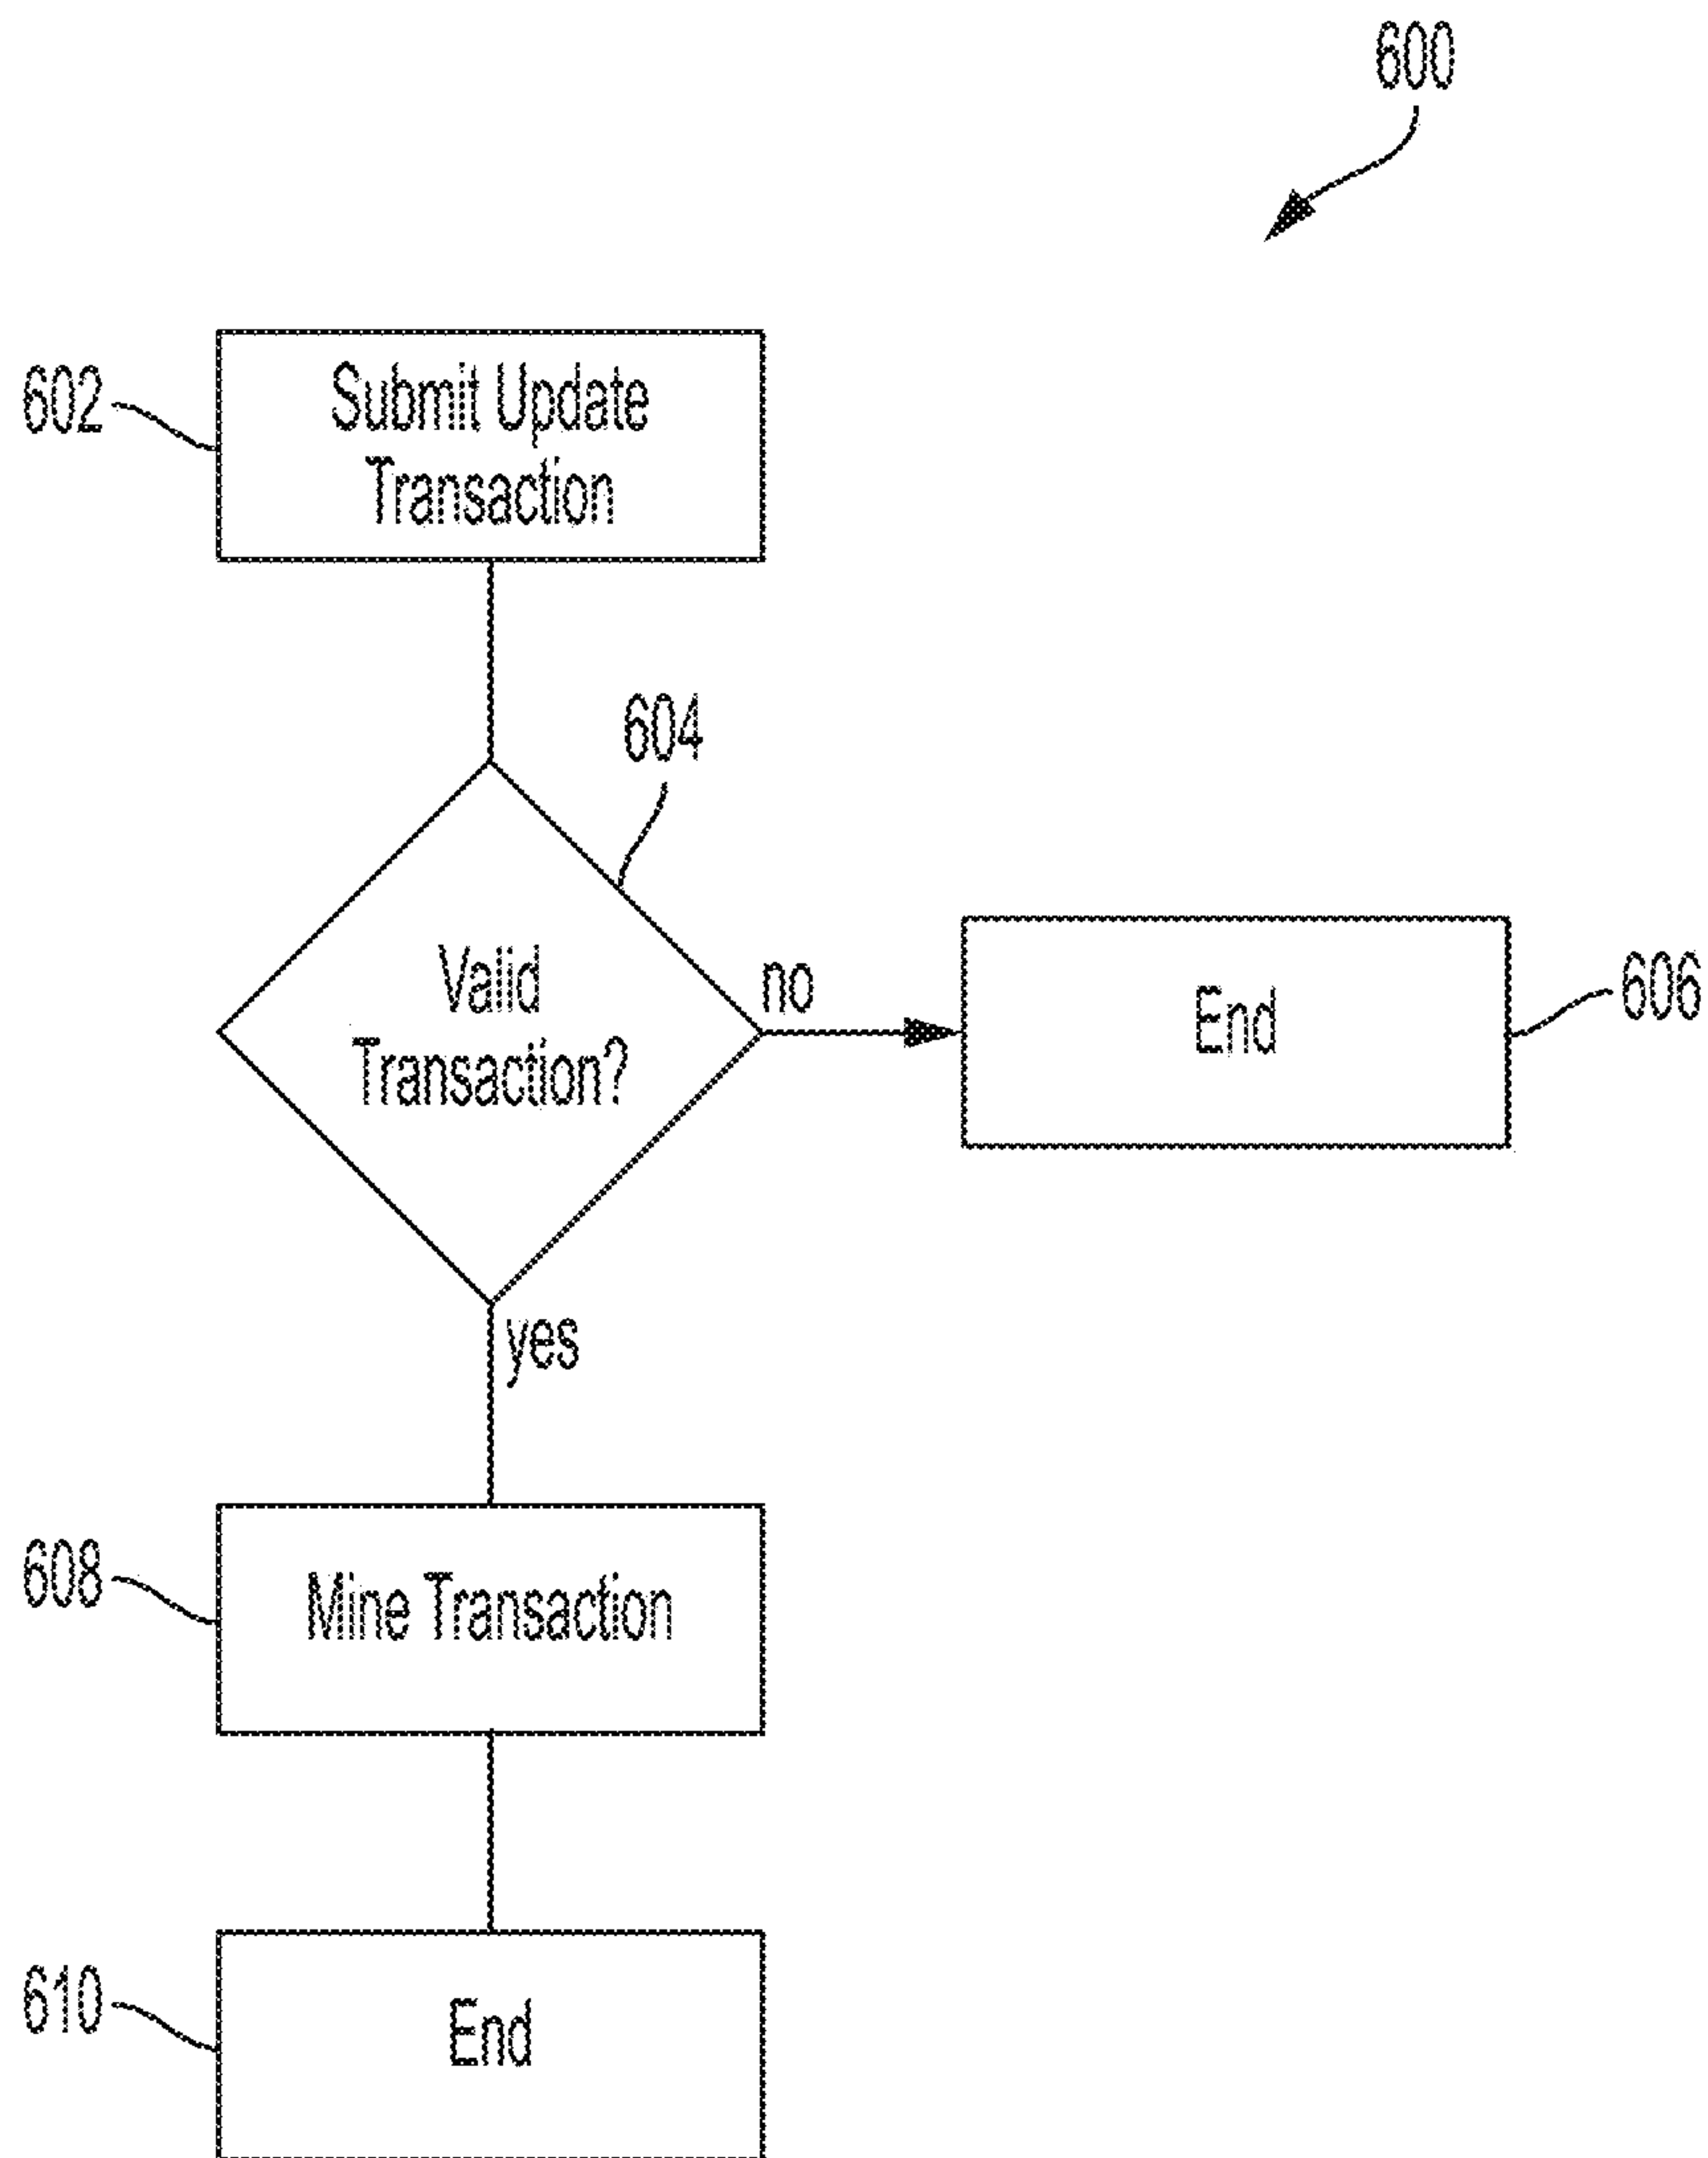 600
602
Submit Update
Transaction
604
Valid
Transaction?
no
End
606
yes
608
Mine Transaction
610
End